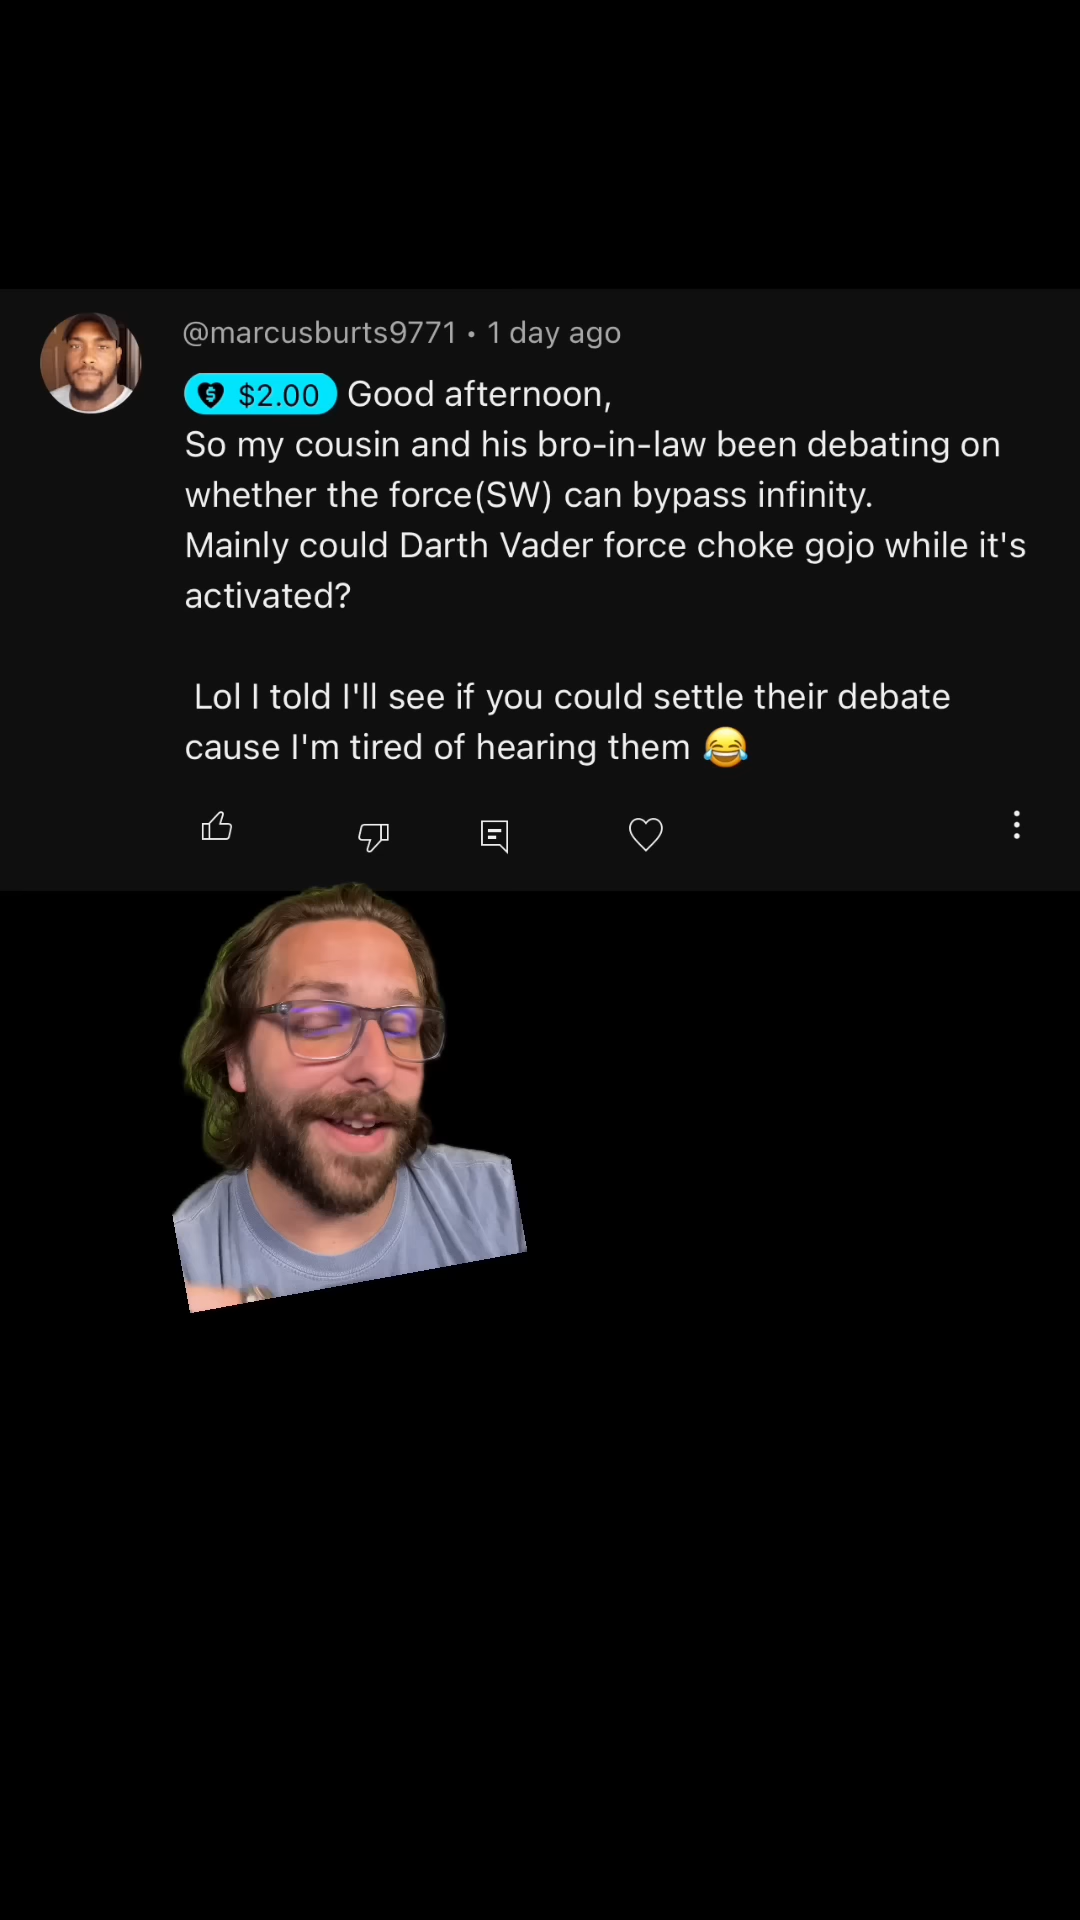 @marcusburts9771 • 1 day ago
$2.00 Good afternoon,
So my cousin and his bro-in-law been debating on
whether the force(SW) can bypass infinity.
Mainly could Darth Vader force choke gojo while it's
activated?
Lol I told I'll see if you could settle their debate
cause I'm tired of hearing them 😂